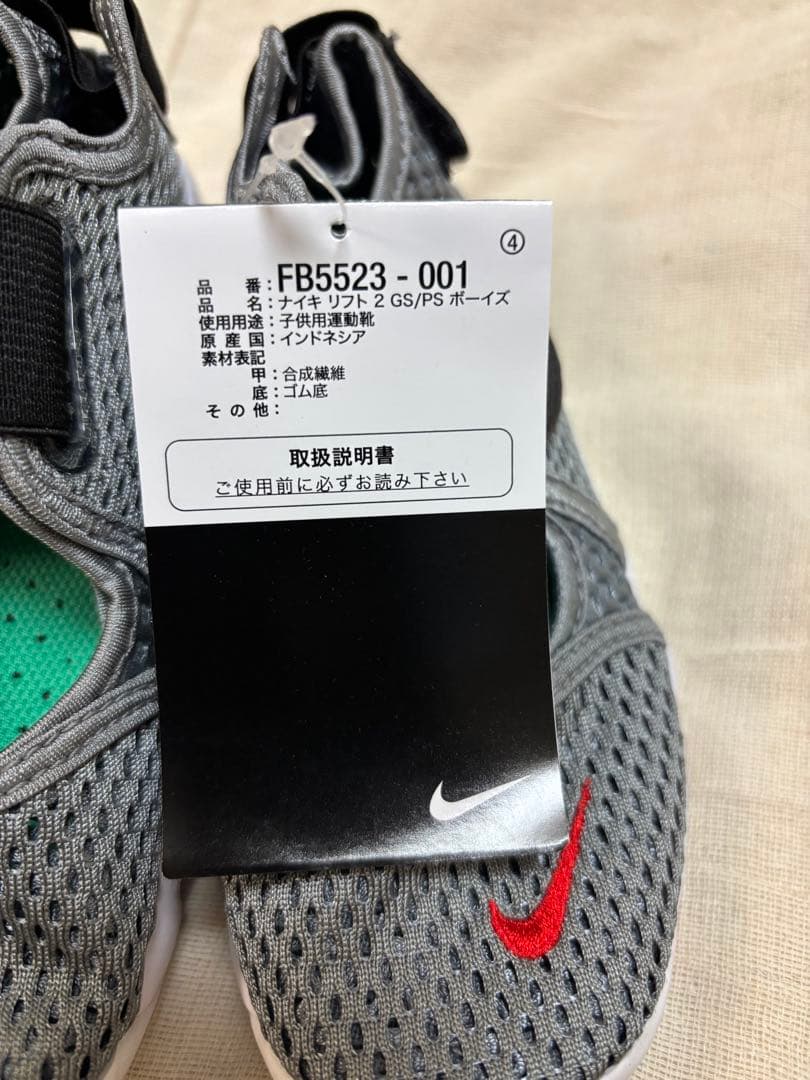 ④
品番：FB5523 - 001
品名：ナイキ リフト 2 GS/PS ボーイズ
使用用途：子供用運動靴
原産国：インドネシア
素材表記
甲：合成繊維
底：ゴム底
その他：
取扱説明書
ご使用前に必ずお読み下さい